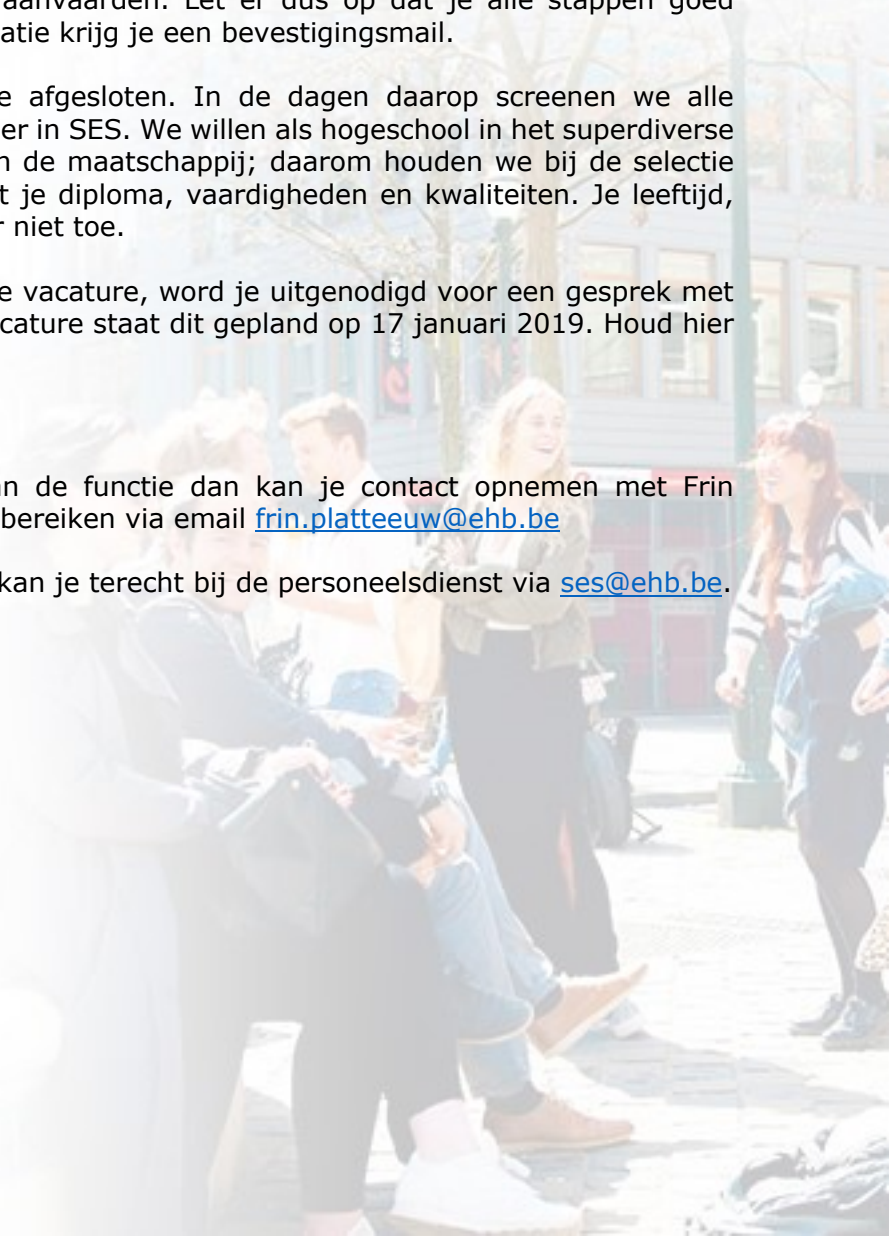 aanvaarden. Let er dus op dat je alle stappen goed
atie krijg je een bevestigingsmail.
e afgesloten. In de dagen daarop screenen we alle
er in SES. We willen als hogeschool in het superdiverse
n de maatschappij; daarom houden we bij de selectie
t je diploma, vaardigheden en kwaliteiten. Je leeftijd,
r niet toe.
e vacature, word je uitgenodigd voor een gesprek met
cature staat dit gepland op 17 januari 2019. Houd hier
an de functie dan kan je contact opnemen met Frin
bereiken via email frin.platteeuw@ehb.be
kan je terecht bij de personeelsdienst via ses@ehb.be.